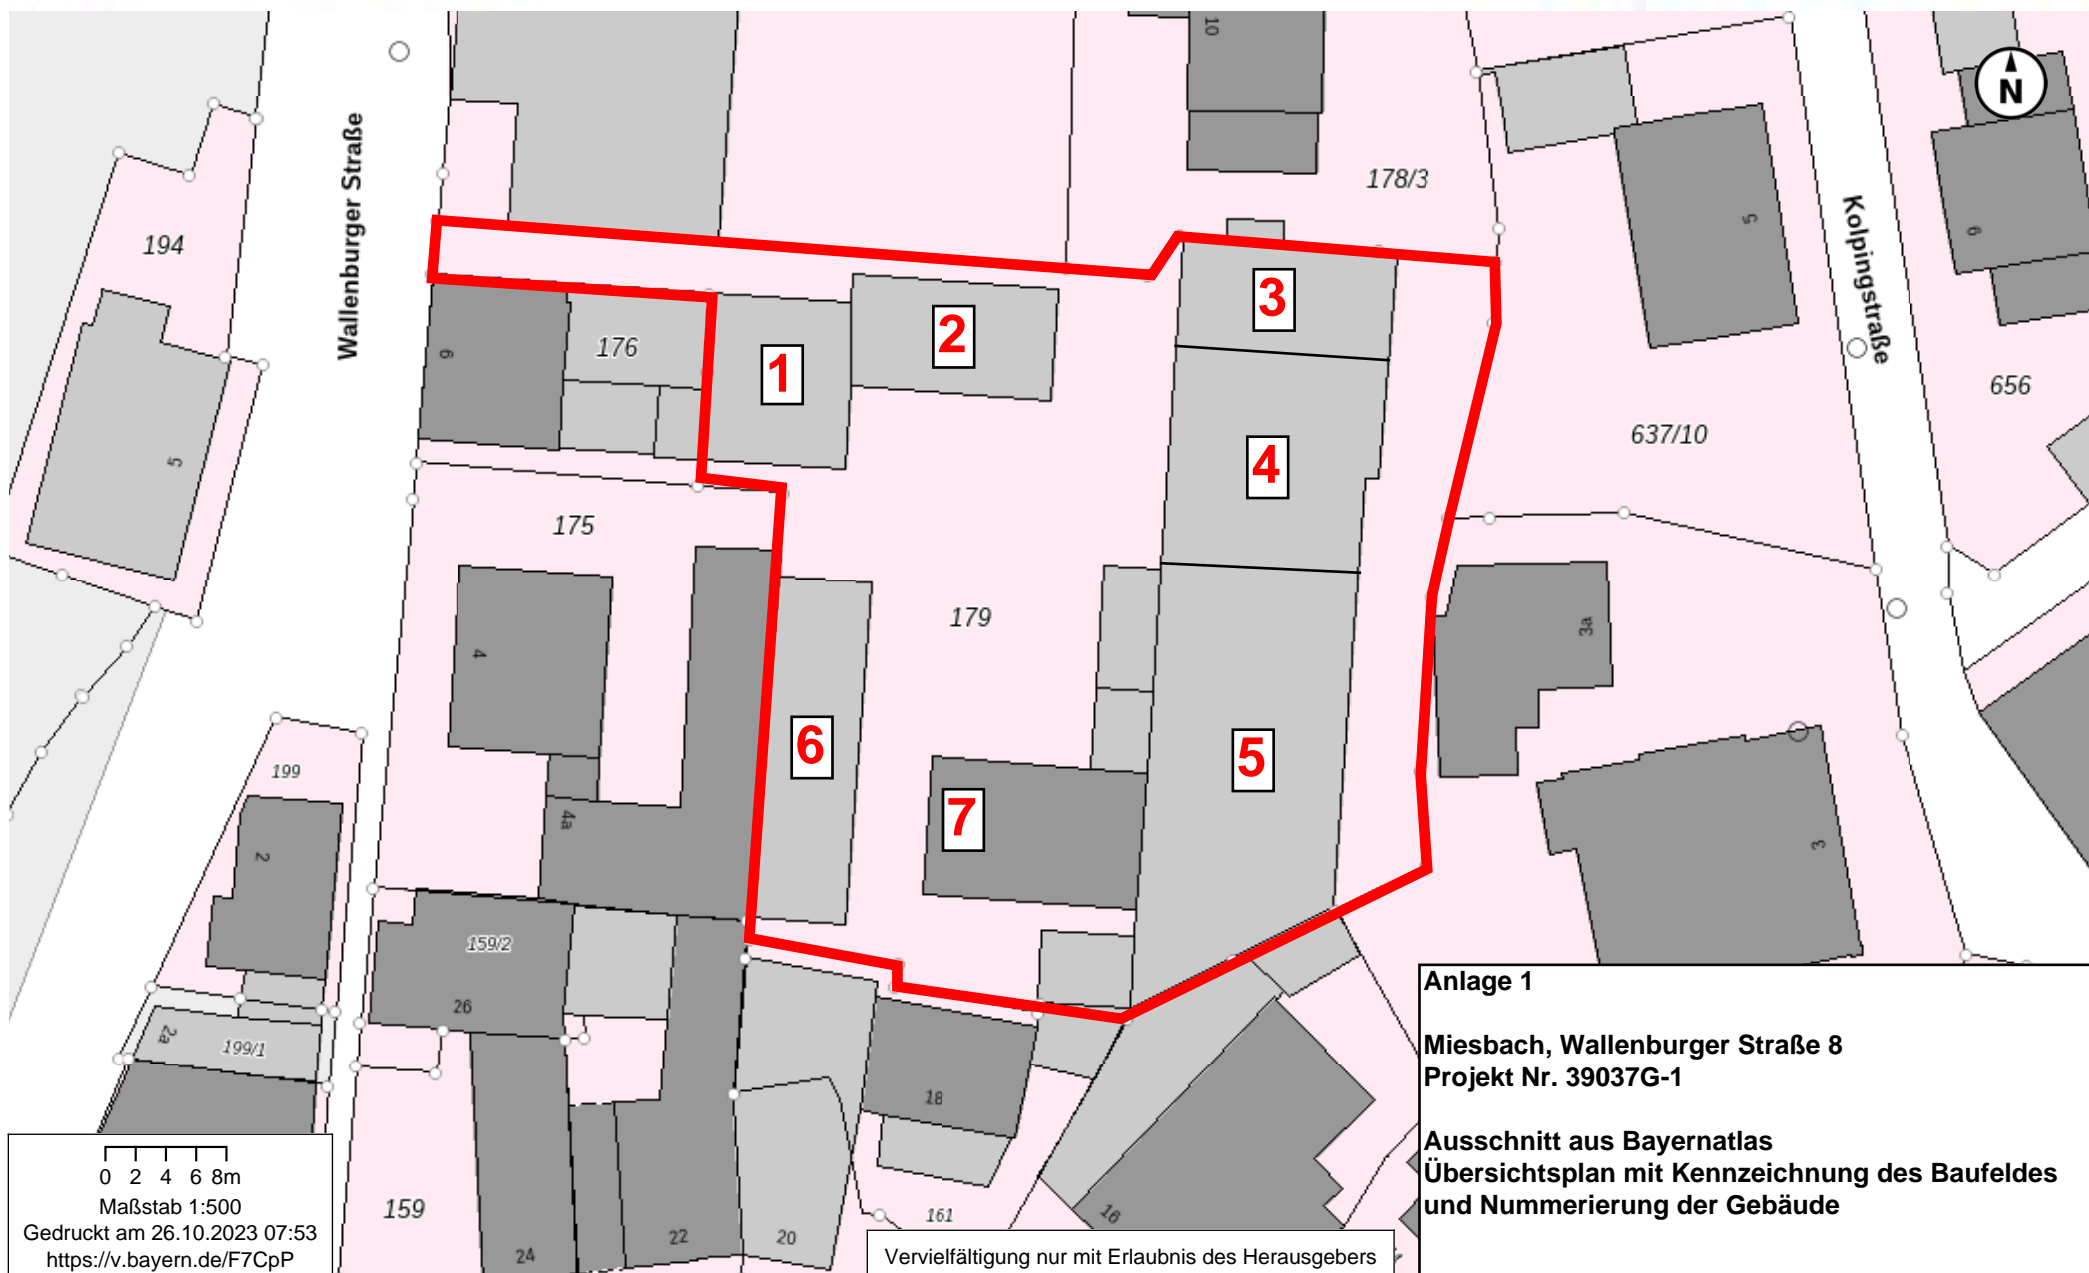 10
N
Wallenburger Straße
178/3
194
5
Kolpingstraße
3
6
2
6
176
1
656
637/10
4
5
175
179
3a
4
6
5
199
7
4a
2
3
159/2
26
2a
199/1
18
159
24
22
20
161
16
Anlage 1
Miesbach, Wallenburger Straße 8
Projekt Nr. 39037G-1
Ausschnitt aus Bayernatlas
Übersichtsplan mit Kennzeichnung des Baufeldes
und Nummerierung der Gebäude
0 2 4 6 8m
Maßstab 1:500
Gedruckt am 26.10.2023 07:53
https://v.bayern.de/F7CpP
Vervielfältigung nur mit Erlaubnis des Herausgebers